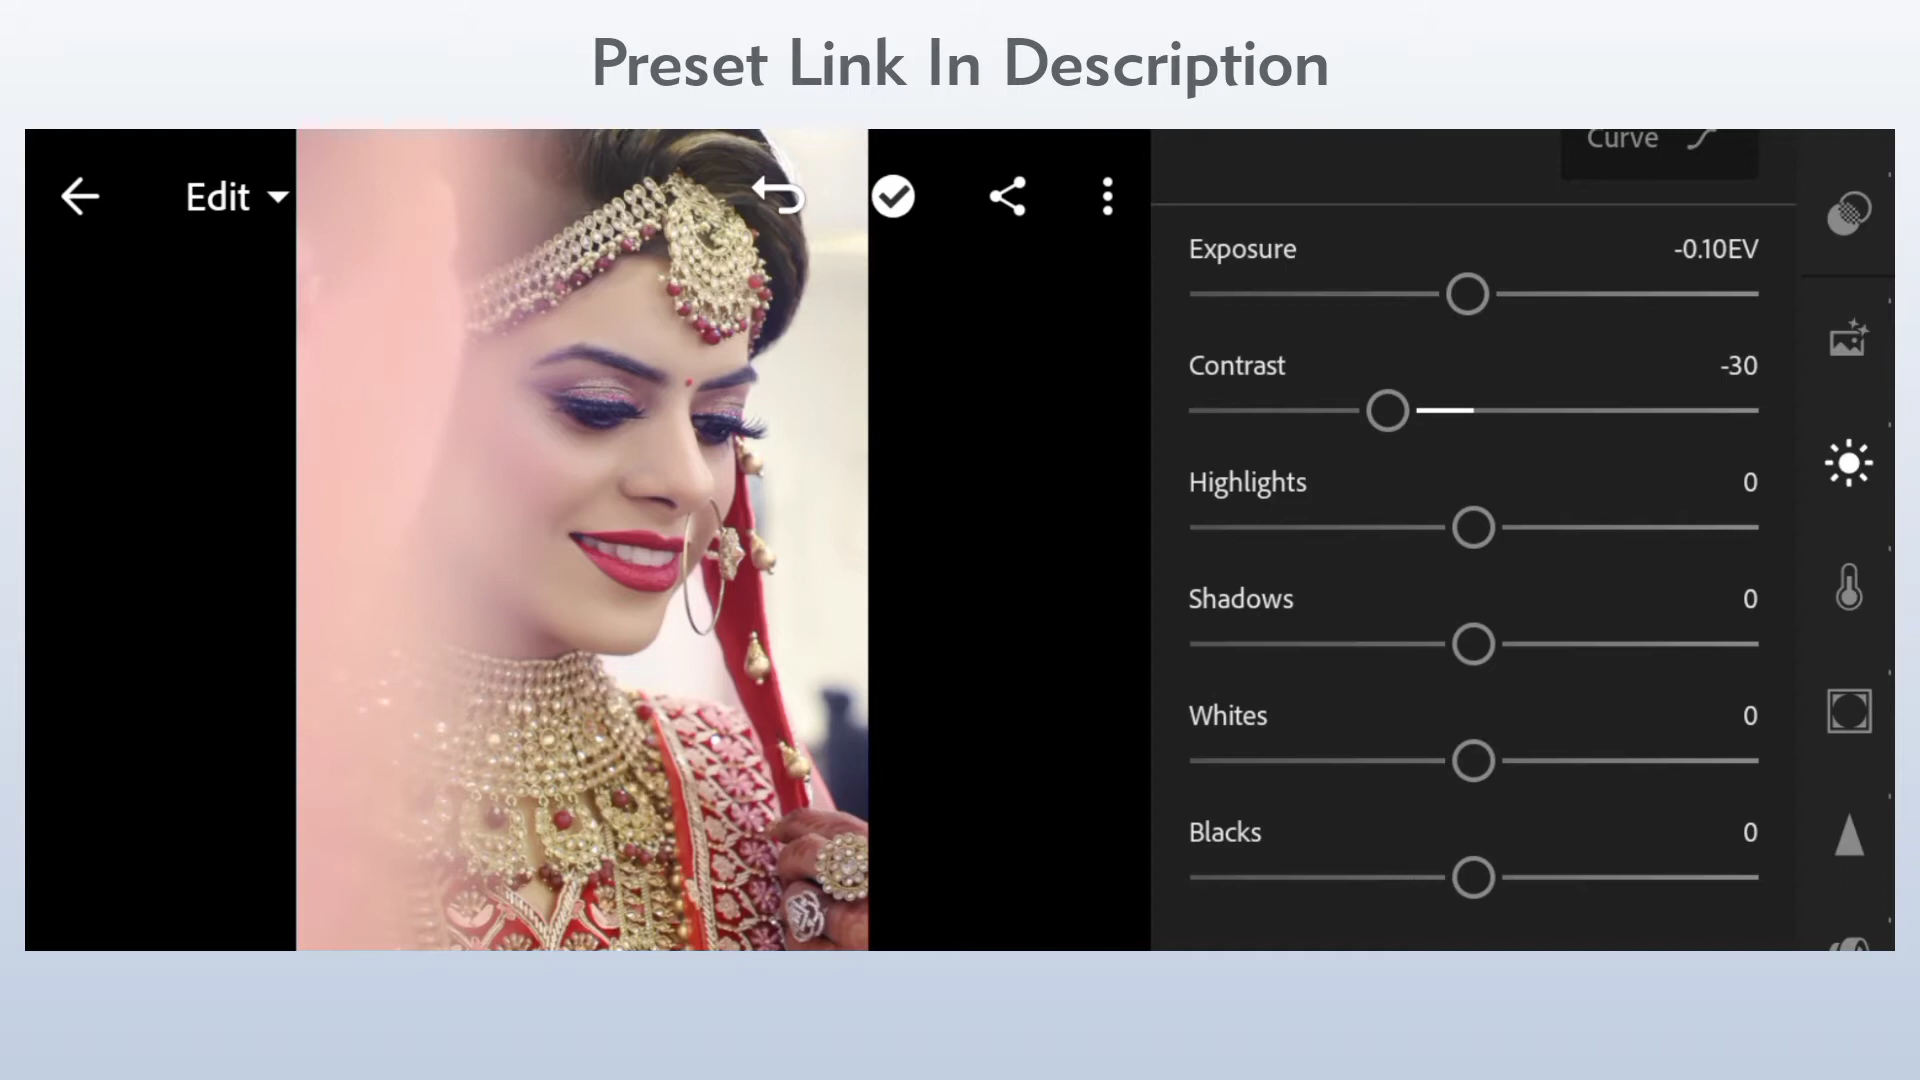 Preset Link In Description
Edit
Curve
Exposure -0.10EV
Contrast -30
Highlights 0
Shadows 0
Whites 0
Blacks 0